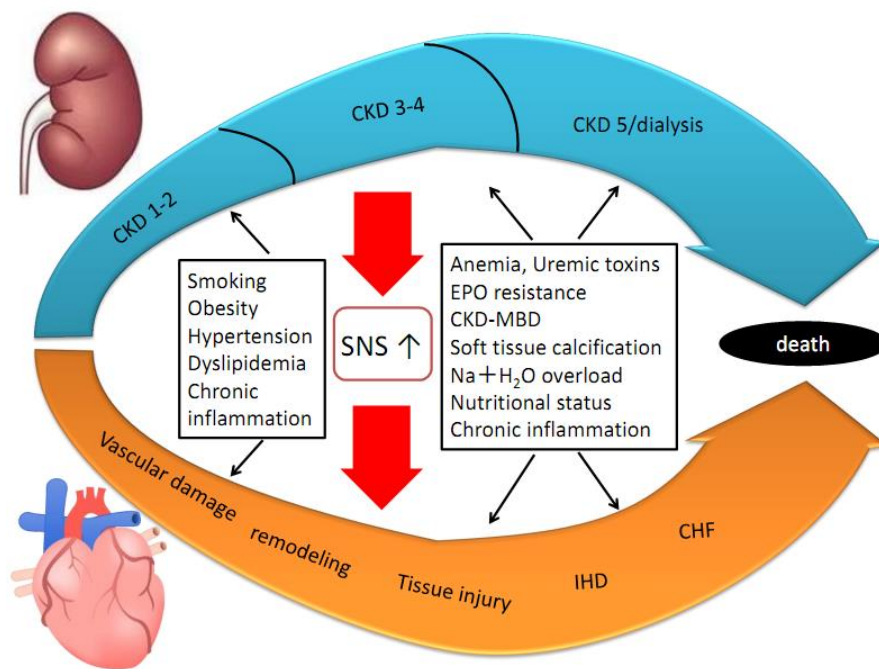 CKD 1-2
CKD 3-4
CKD 5/dialysis
Smoking
Obesity
Hypertension
Dyslipidemia
Chronic
inflammation
SNS ↑
Anemia, Uremic toxins
EPO resistance
CKD-MBD
Soft tissue calcification
Na＋H₂O overload
Nutritional status
Chronic inflammation
death
Vascular damage
remodeling
Tissue injury
IHD
CHF